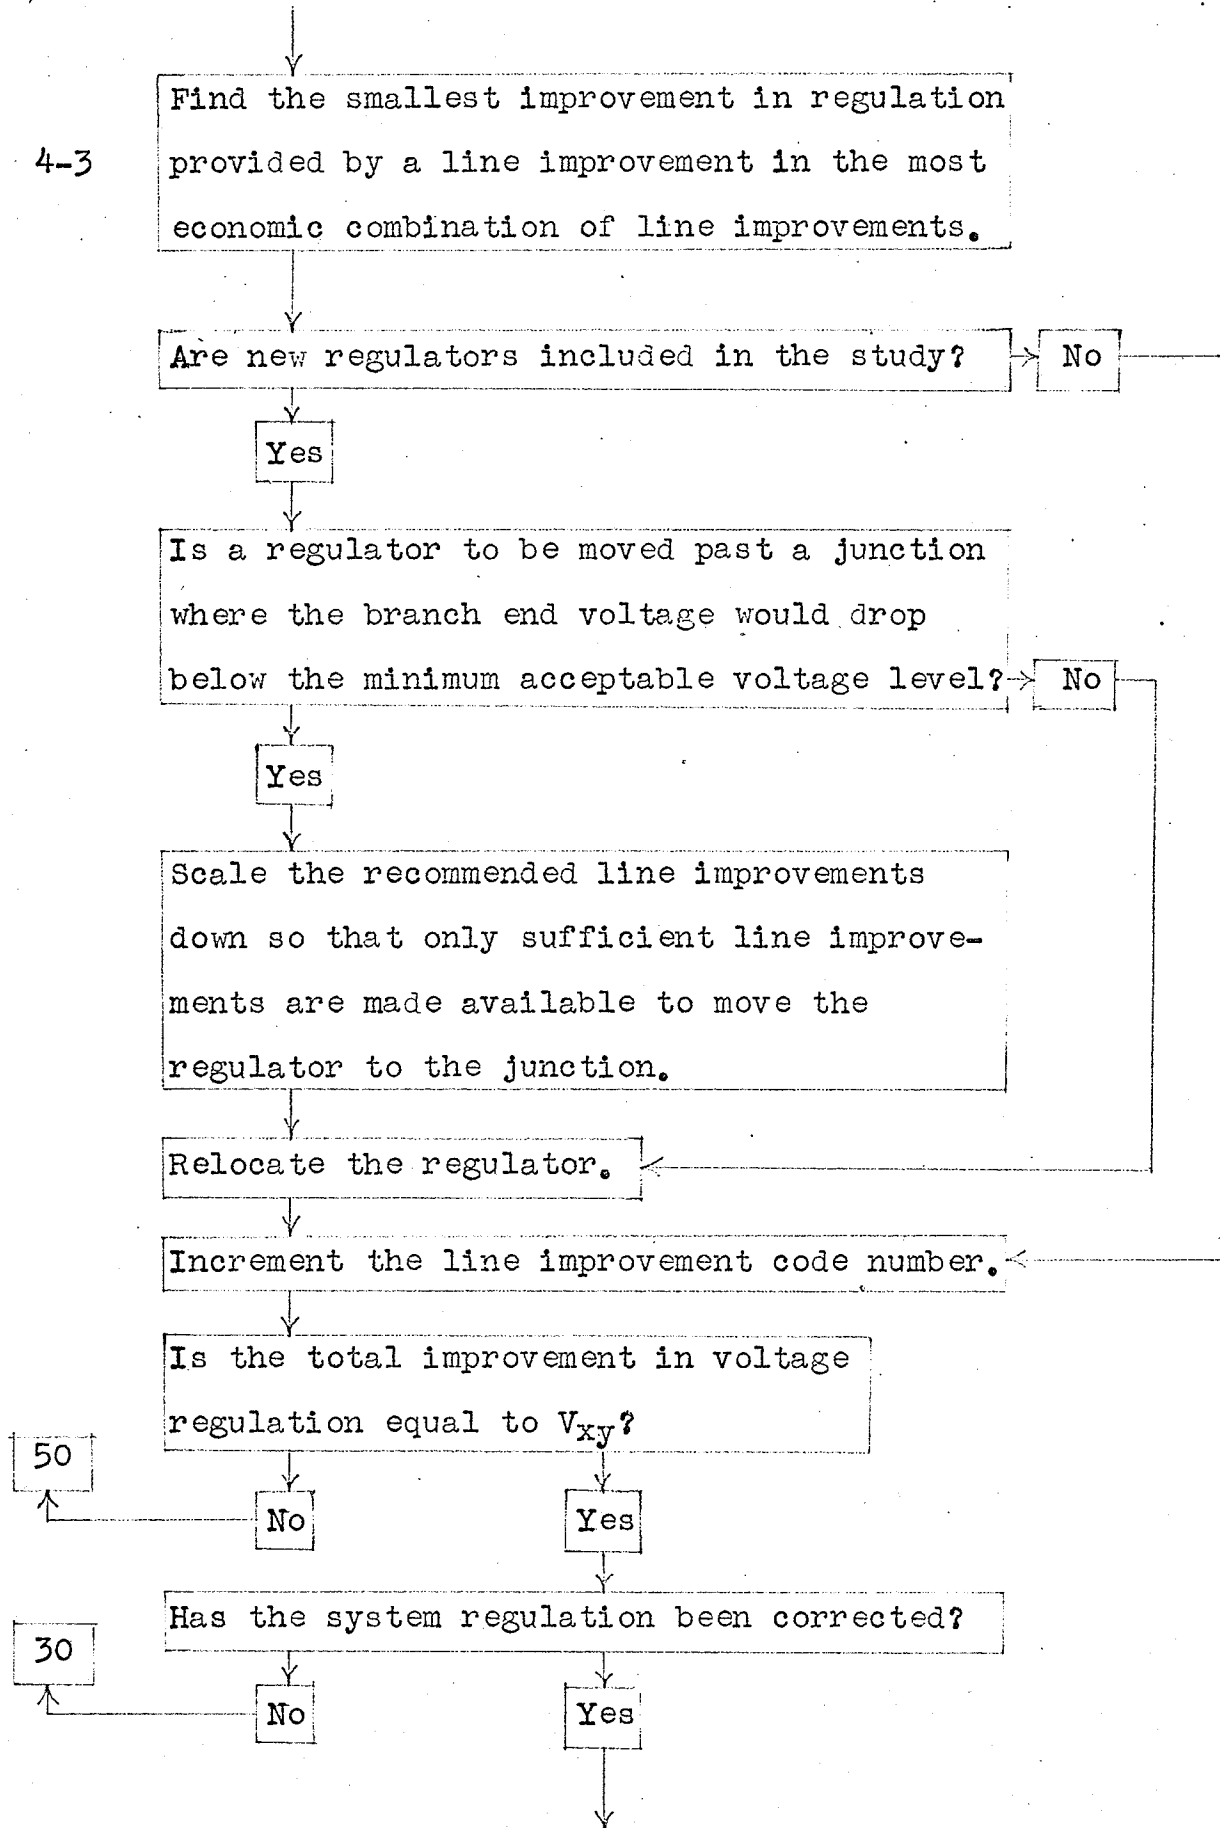 Find the smallest improvement in regulation
4-3
provided by a line improvement in the most
economic combination of line improvements.
Are new regulators included in the study?
No
Yes
Is a regulator to be moved past a junction
where the branch end voltage would drop
below the minimum acceptable voltage level?
No
Yes
Scale the recommended line improvements
down so that only sufficient line improve-
ments are made available to move the
regulator to the junction.
Relocate the regulator.
Increment the line improvement code number.
Is the total improvement in voltage
regulation equal to Vxy?
50
No
Yes
Has the system regulation been corrected?
30
No
Yes